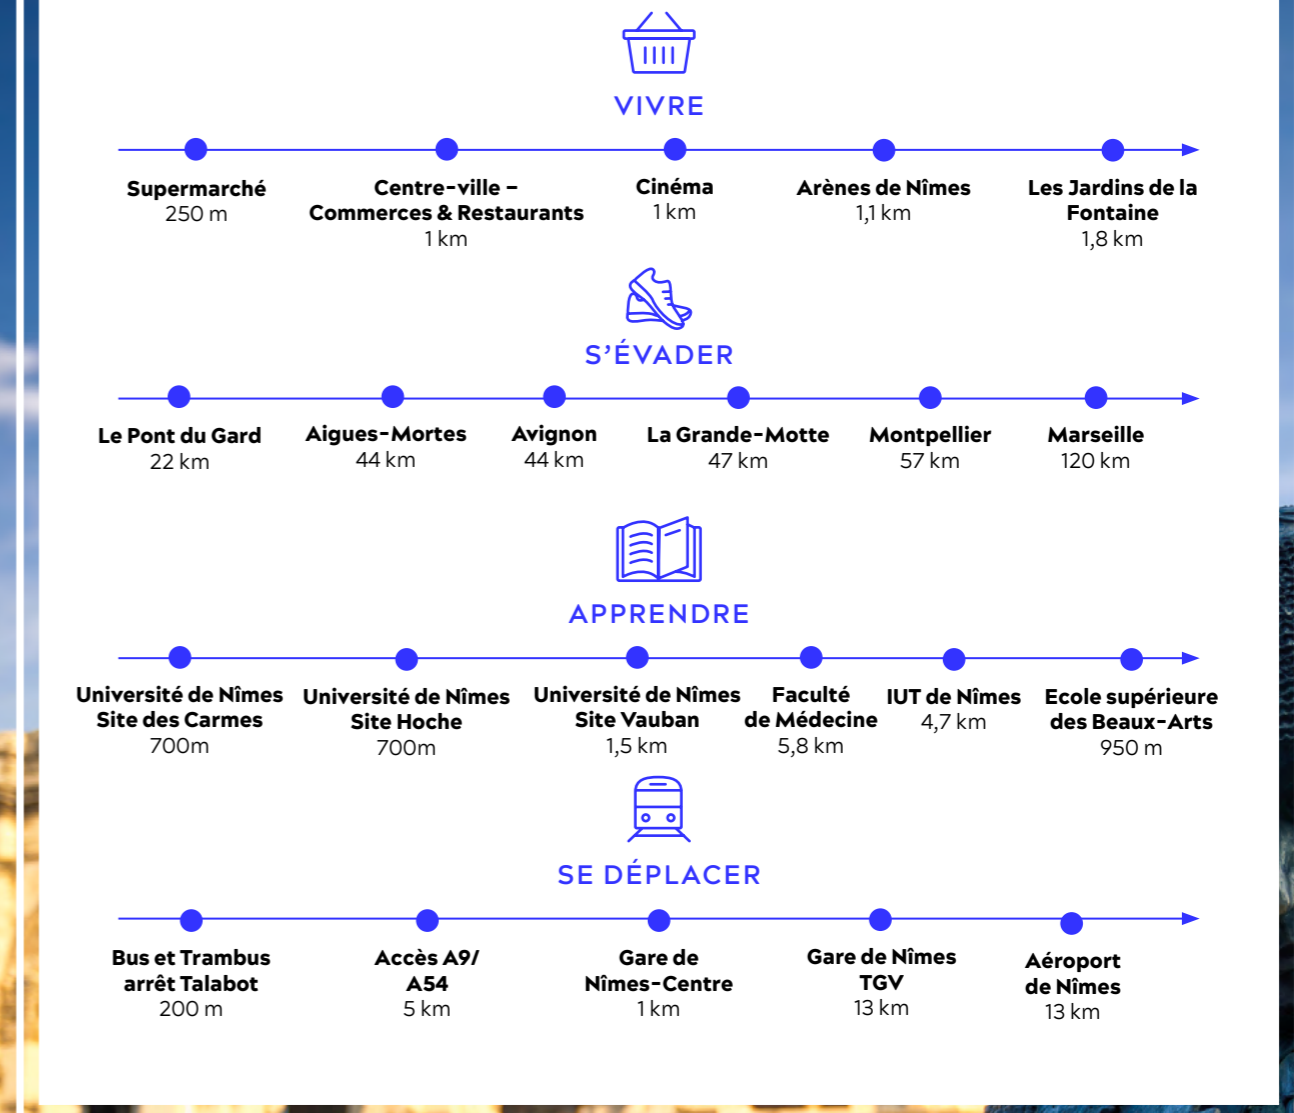 VIVRE
Supermarché
250 m
Centre-ville –
Commerces & Restaurants
1 km
Cinéma
1 km
Arènes de Nîmes
1,1 km
Les Jardins de la
Fontaine
1,8 km
S’ÉVADER
Le Pont du Gard
22 km
Aigues-Mortes
44 km
Avignon
44 km
La Grande-Motte
47 km
Montpellier
57 km
Marseille
120 km
APPRENDRE
Université de Nîmes
Site des Carmes
700m
Université de Nîmes
Site Hoche
700m
Université de Nîmes
Site Vauban
1,5 km
Faculté
de Médecine
5,8 km
IUT de Nîmes
4,7 km
Ecole supérieure
des Beaux-Arts
950 m
SE DÉPLACER
Bus et Trambus
arrêt Talabot
200 m
Accès A9/
A54
5 km
Gare de
Nîmes-Centre
1 km
Gare de Nîmes
TGV
13 km
Aéroport
de Nîmes
13 km